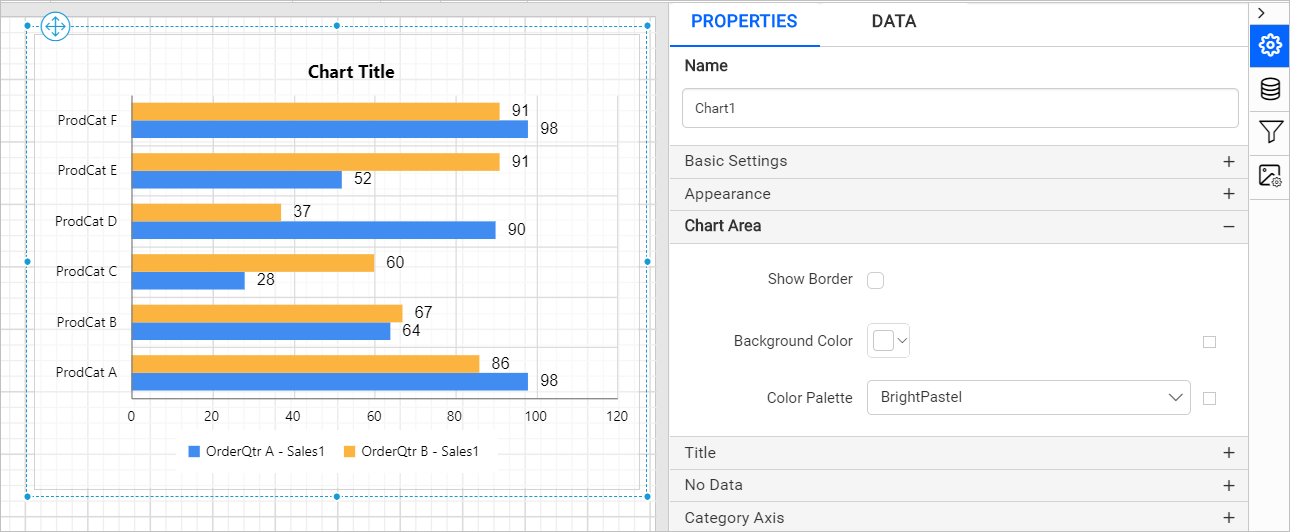 Chart Title
ProdCat F
91
98
ProdCat E
91
52
ProdCat D
37
90
ProdCat C
60
28
ProdCat B
67
64
ProdCat A
86
98
0 20 40 60 80 100 120
OrderQtr A - Sales1 OrderQtr B - Sales1
PROPERTIES DATA
Name
Chart1
Basic Settings
Appearance
Chart Area
Show Border
Background Color
Color Palette BrightPastel
Title
No Data
Category Axis